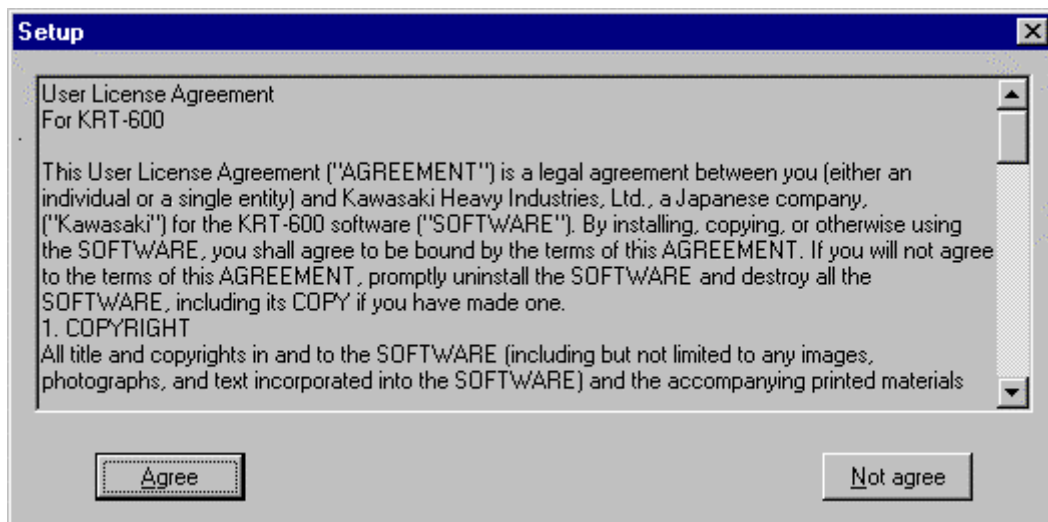 Setup
User License Agreement
For KRT-600
This User License Agreement ("AGREEMENT") is a legal agreement between you (either an
individual or a single entity) and Kawasaki Heavy Industries, Ltd., a Japanese company,
("Kawasaki") for the KRT-600 software ("SOFTWARE"). By installing, copying, or otherwise using
the SOFTWARE, you shall agree to be bound by the terms of this AGREEMENT. If you will not agree
to the terms of this AGREEMENT, promptly uninstall the SOFTWARE and destroy all the
SOFTWARE, including its COPY if you have made one.
1. COPYRIGHT
All title and copyrights in and to the SOFTWARE (including but not limited to any images,
photographs, and text incorporated into the SOFTWARE) and the accompanying printed materials
Agree
Not agree